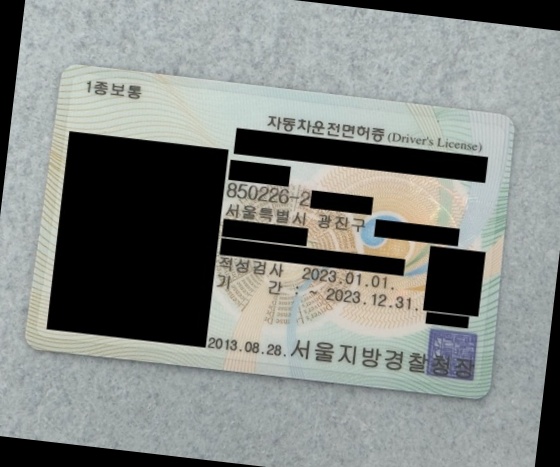 1종보통
자동차운전면허증 (Driver's License)
850226-2
서울특별시 광진구
적성검사 2023.01.01.
기 간 : ~ 2023.12.31.
2013.08.28. 서울지방경찰청장